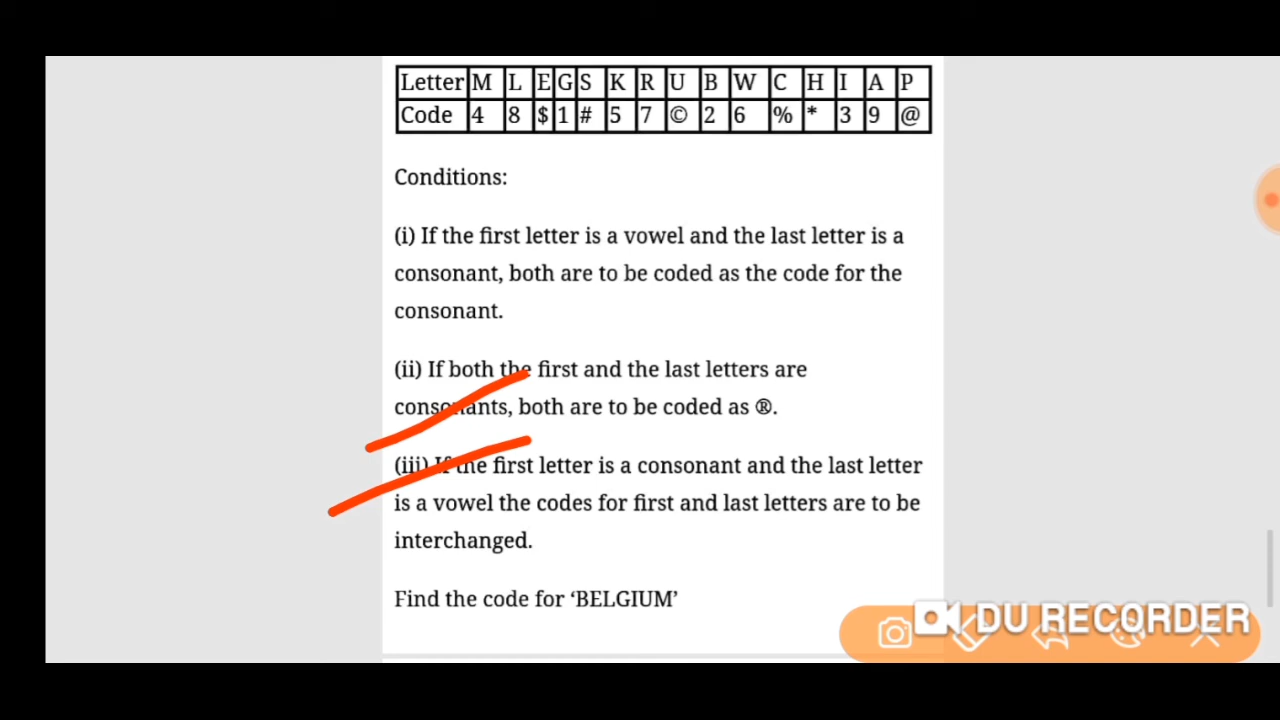 Letter M L E G S K R U B W C H I A P
Code 4 8 $ 1 # 5 7 © 2 6 % * 3 9 @
Conditions:
(i) If the first letter is a vowel and the last letter is a
consonant, both are to be coded as the code for the
consonant.
(ii) If both the first and the last letters are
consonants, both are to be coded as ®.
(iii) If the first letter is a consonant and the last letter
is a vowel the codes for first and last letters are to be
interchanged.
Find the code for ‘BELGIUM’
DU RECORDER